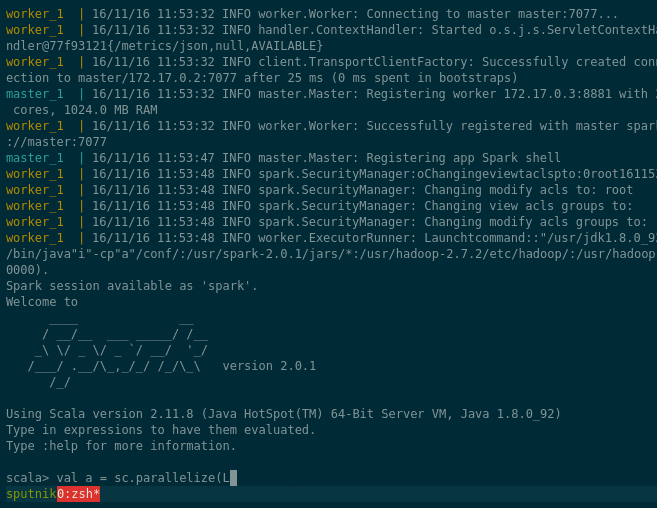 worker_1  | 16/11/16 11:53:32 INFO worker.Worker: Connecting to master master:7077...
worker_1  | 16/11/16 11:53:32 INFO handler.ContextHandler: Started o.s.j.s.ServletContextHa
ndler@77f93121{/metrics/json,null,AVAILABLE}
worker_1  | 16/11/16 11:53:32 INFO client.TransportClientFactory: Successfully created conn
ection to master/172.17.0.2:7077 after 25 ms (0 ms spent in bootstraps)
master_1  | 16/11/16 11:53:32 INFO master.Master: Registering worker 172.17.0.3:8881 with
 cores, 1024.0 MB RAM
worker_1  | 16/11/16 11:53:32 INFO worker.Worker: Successfully registered with master spark
://master:7077
master_1  | 16/11/16 11:53:47 INFO master.Master: Registering app Spark shell
worker_1  | 16/11/16 11:53:48 INFO spark.SecurityManager:oChangingeviewtaclspto:0root16115
worker_1  | 16/11/16 11:53:48 INFO spark.SecurityManager: Changing modify acls to: root
worker_1  | 16/11/16 11:53:48 INFO spark.SecurityManager: Changing view acls groups to:
worker_1  | 16/11/16 11:53:48 INFO spark.SecurityManager: Changing modify acls groups to:
worker_1  | 16/11/16 11:53:48 INFO worker.ExecutorRunner: Launchtcommand::"/usr/jdk1.8.0_92
/bin/java"i"-cp"a"/conf/:/usr/spark-2.0.1/jars/*:/usr/hadoop-2.7.2/etc/hadoop/:/usr/hadoop
0000).
Spark session available as 'spark'.
Welcome to
      ____              __
     / __/__  ___ _____/ /__
    _\ \/ _ \/ _ `/ __/  '_/
   /___/ .__/\_,_/_/ /_/\_\   version 2.0.1
      /_/
Using Scala version 2.11.8 (Java HotSpot(TM) 64-Bit Server VM, Java 1.8.0_92)
Type in expressions to have them evaluated.
Type :help for more information.
scala> val a = sc.parallelize(L
sputnik 0:zsh*